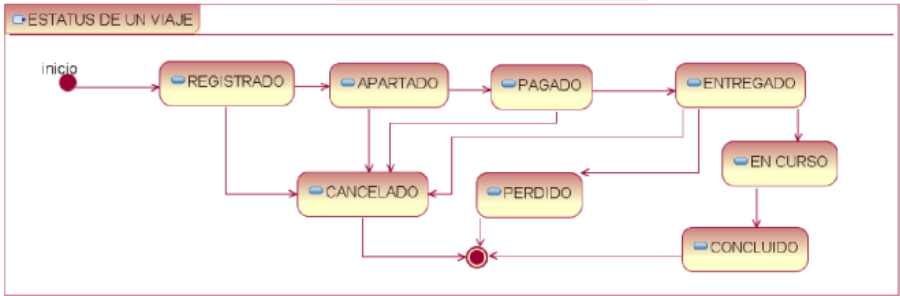 ESTATUS DE UN VIAJE
inicio
REGISTRADO
APARTADO
PAGADO
ENTREGADO
EN CURSO
CANCELADO
PERDIDO
CONCLUIDO